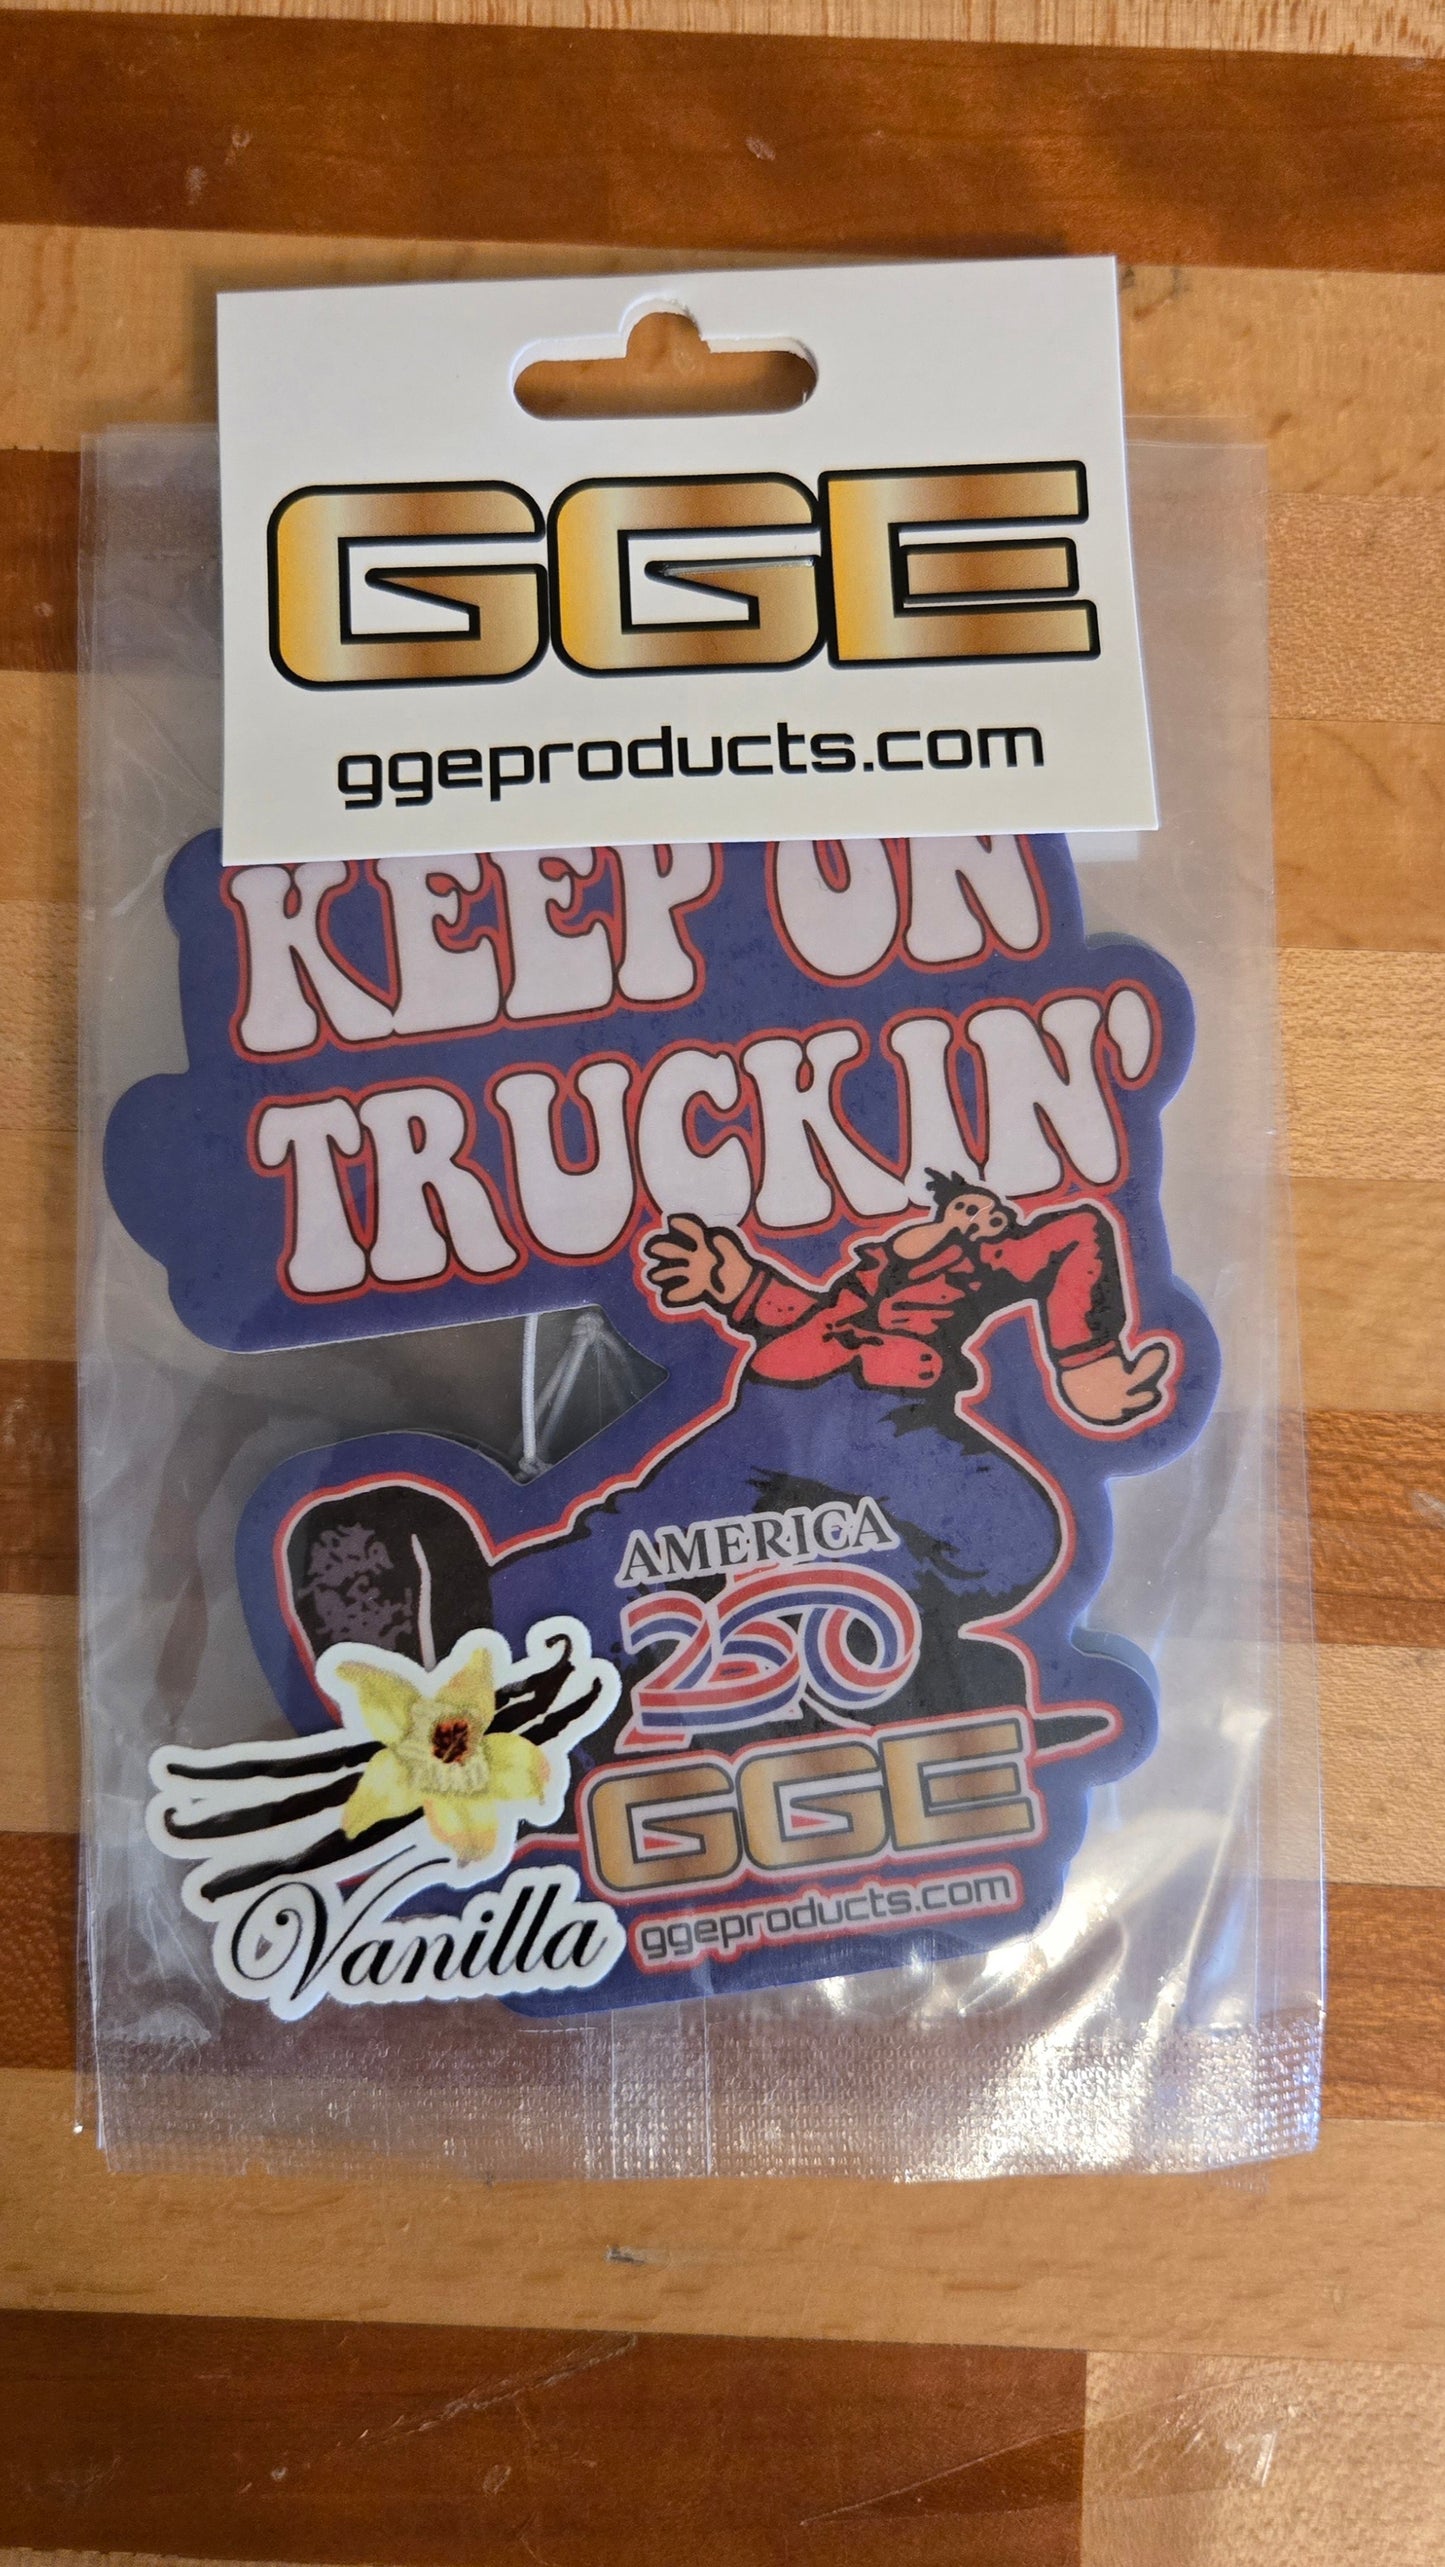 GGE
ggeproducts.com
KEEP ON
TRUCKIN'
AMERICA
250
GGE
ggeproducts.com
Vanilla